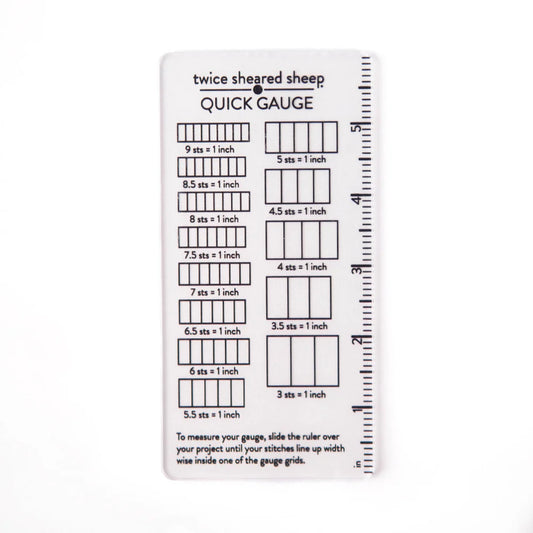 twice sheared sheep
QUICK GAUGE
9 sts = 1 inch
8.5 sts = 1 inch
8 sts = 1 inch
7.5 sts = 1 inch
7 sts = 1 inch
6.5 sts = 1 inch
6 sts = 1 inch
5.5 sts = 1 inch
5 sts = 1 inch
4.5 sts = 1 inch
4 sts = 1 inch
3.5 sts = 1 inch
3 sts = 1 inch
5
4
3
2
1
in
To measure your gauge, slide the ruler over
your project until your stitches line up width
wise inside one of the gauge grids.